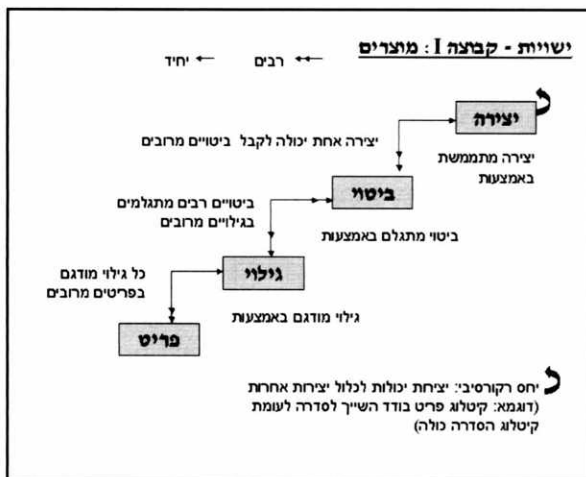 ישויות - קבוצה I : מוצרים
רבים
יחיד
יצירה
יצירה אחת יכולה לקבל ביטויים מרובים
יצירה מתממשת
באמצעות
ביטוי
ביטויים רבים מתגלמים
בגילויים מרובים
ביטוי מתגלם באמצעות
גילוי
כל גילוי מודגם
בפריטים מרובים
גילוי מודגם באמצעות
פריט
יחס רקורסיבי: יצירות יכולות לכלול יצירות אחרות
(דוגמא: קיטלוג פריט בודד השייך לסדרה לעומת
קיטלוג הסדרה כולה)